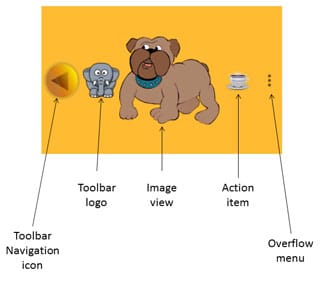 Toolbar
logo
Image
view
Action
item
Toolbar
Navigation
icon
Overflow
menu